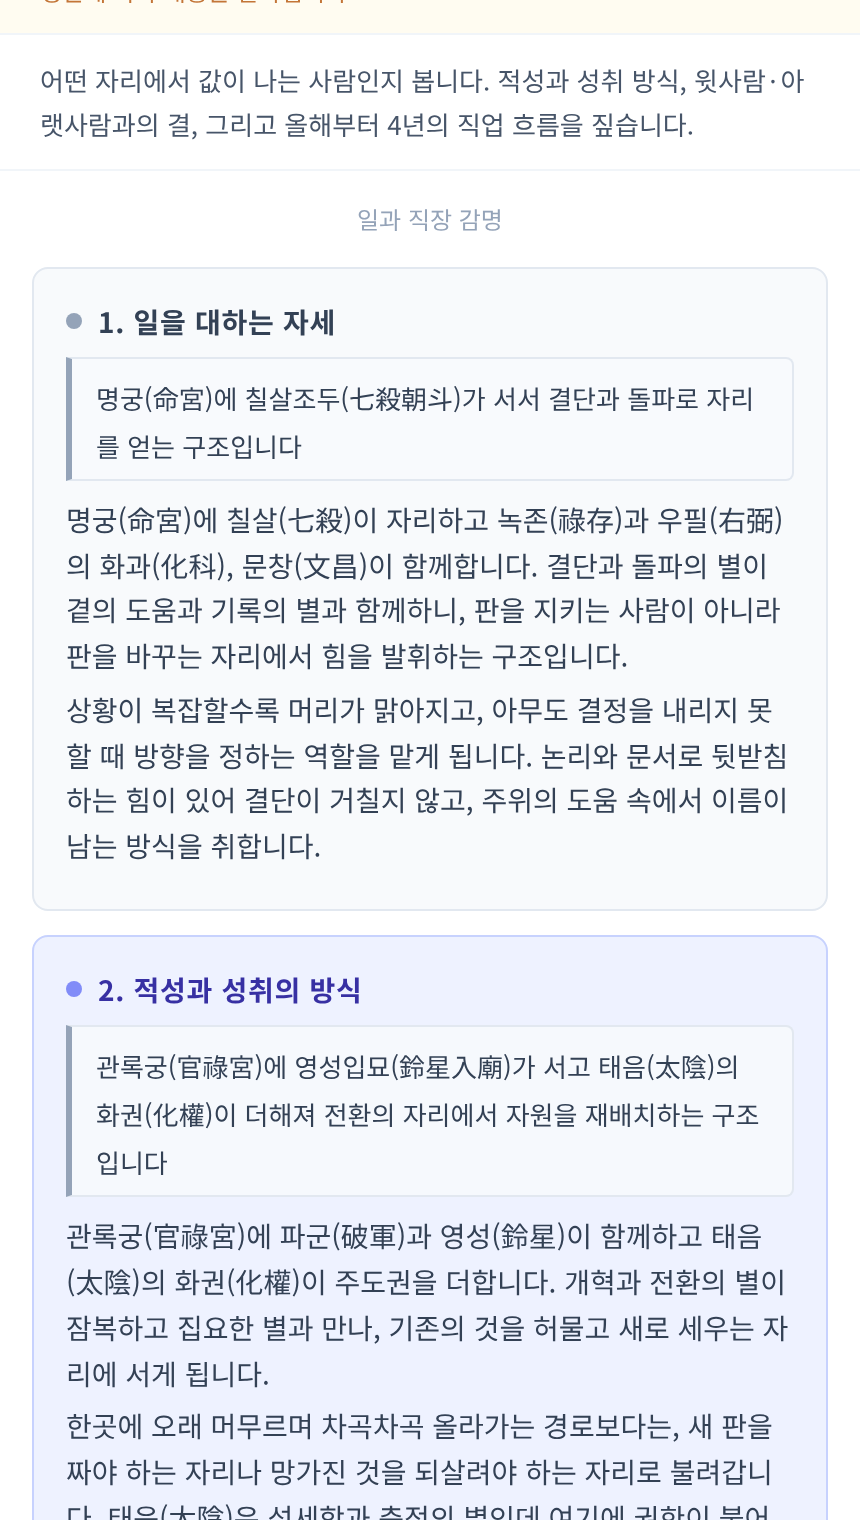 어떤 자리에서 값이 나는 사람인지 봅니다. 적성과 성취 방식, 윗사람·아
랫사람과의 결, 그리고 올해부터 4년의 직업 흐름을 짚습니다.
일과 직장 감명
1. 일을 대하는 자세
명궁(命宮)에 칠살조두(七殺朝斗)가 서서 결단과 돌파로 자리
를 얻는 구조입니다
명궁(命宮)에 칠살(七殺)이 자리하고 녹존(祿存)과 우필(右弼)
의 화과(化科), 문창(文昌)이 함께합니다. 결단과 돌파의 별이
곁의 도움과 기록의 별과 함께하니, 판을 지키는 사람이 아니라
판을 바꾸는 자리에서 힘을 발휘하는 구조입니다.
상황이 복잡할수록 머리가 맑아지고, 아무도 결정을 내리지 못
할 때 방향을 정하는 역할을 맡게 됩니다. 논리와 문서로 뒷받침
하는 힘이 있어 결단이 거칠지 않고, 주위의 도움 속에서 이름이
남는 방식을 취합니다.
2. 적성과 성취의 방식
관록궁(官祿宮)에 영성입묘(鈴星入廟)가 서고 태음(太陰)의
화권(化權)이 더해져 전환의 자리에서 자원을 재배치하는 구조
입니다
관록궁(官祿宮)에 파군(破軍)과 영성(鈴星)이 함께하고 태음
(太陰)의 화권(化權)이 주도권을 더합니다. 개혁과 전환의 별이
잠복하고 집요한 별과 만나, 기존의 것을 허물고 새로 세우는 자
리에 서게 됩니다.
한곳에 오래 머무르며 차곡차곡 올라가는 경로보다는, 새 판을
짜야 하는 자리나 망가진 것을 되살려야 하는 자리로 불려갑니
다. 태음(太陰)은 섬세함과 축적의 별인데 여기에 권한이 붙어